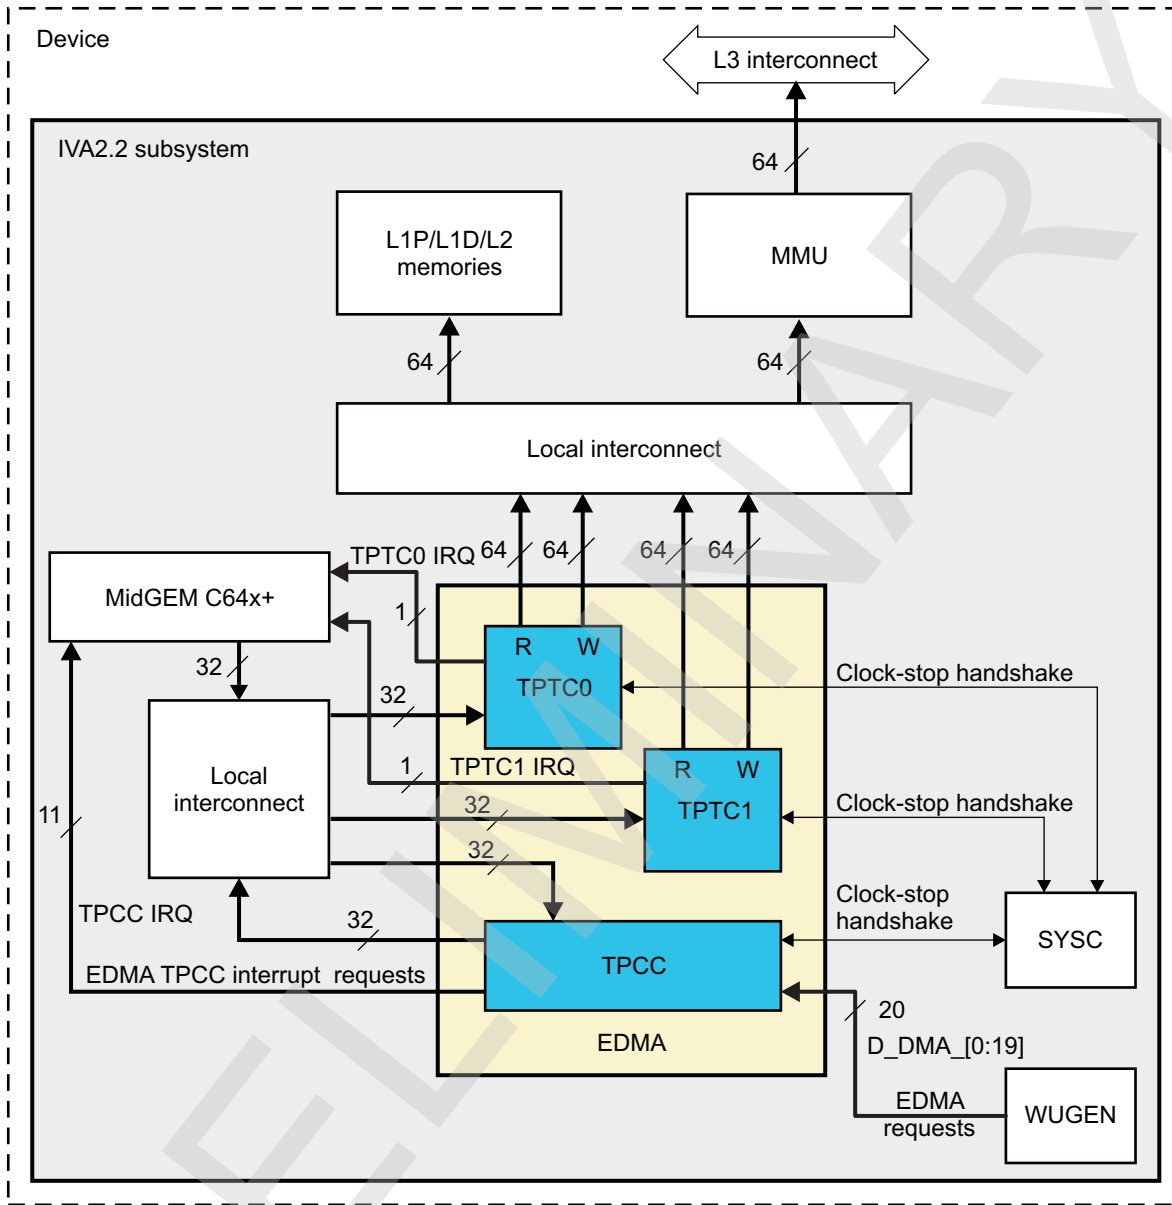 Device
L3 interconnect
IVA2.2 subsystem
64
L1P/L1D/L2
memories
MMU
64
64
Local interconnect
TPTC0 IRQ
64
64
64
64
MidGEM C64x+
1
R
W
TPTC0
Clock-stop handshake
32
32
TPTC1 IRQ
1
R
W
TPTC1
Local
interconnect
Clock-stop handshake
11
32
32
Clock-stop
handshake
TPCC IRQ
32
SYSC
TPCC
EDMA TPCC interrupt requests
20
D_DMA_[0:19]
EDMA
EDMA
requests
WUGEN